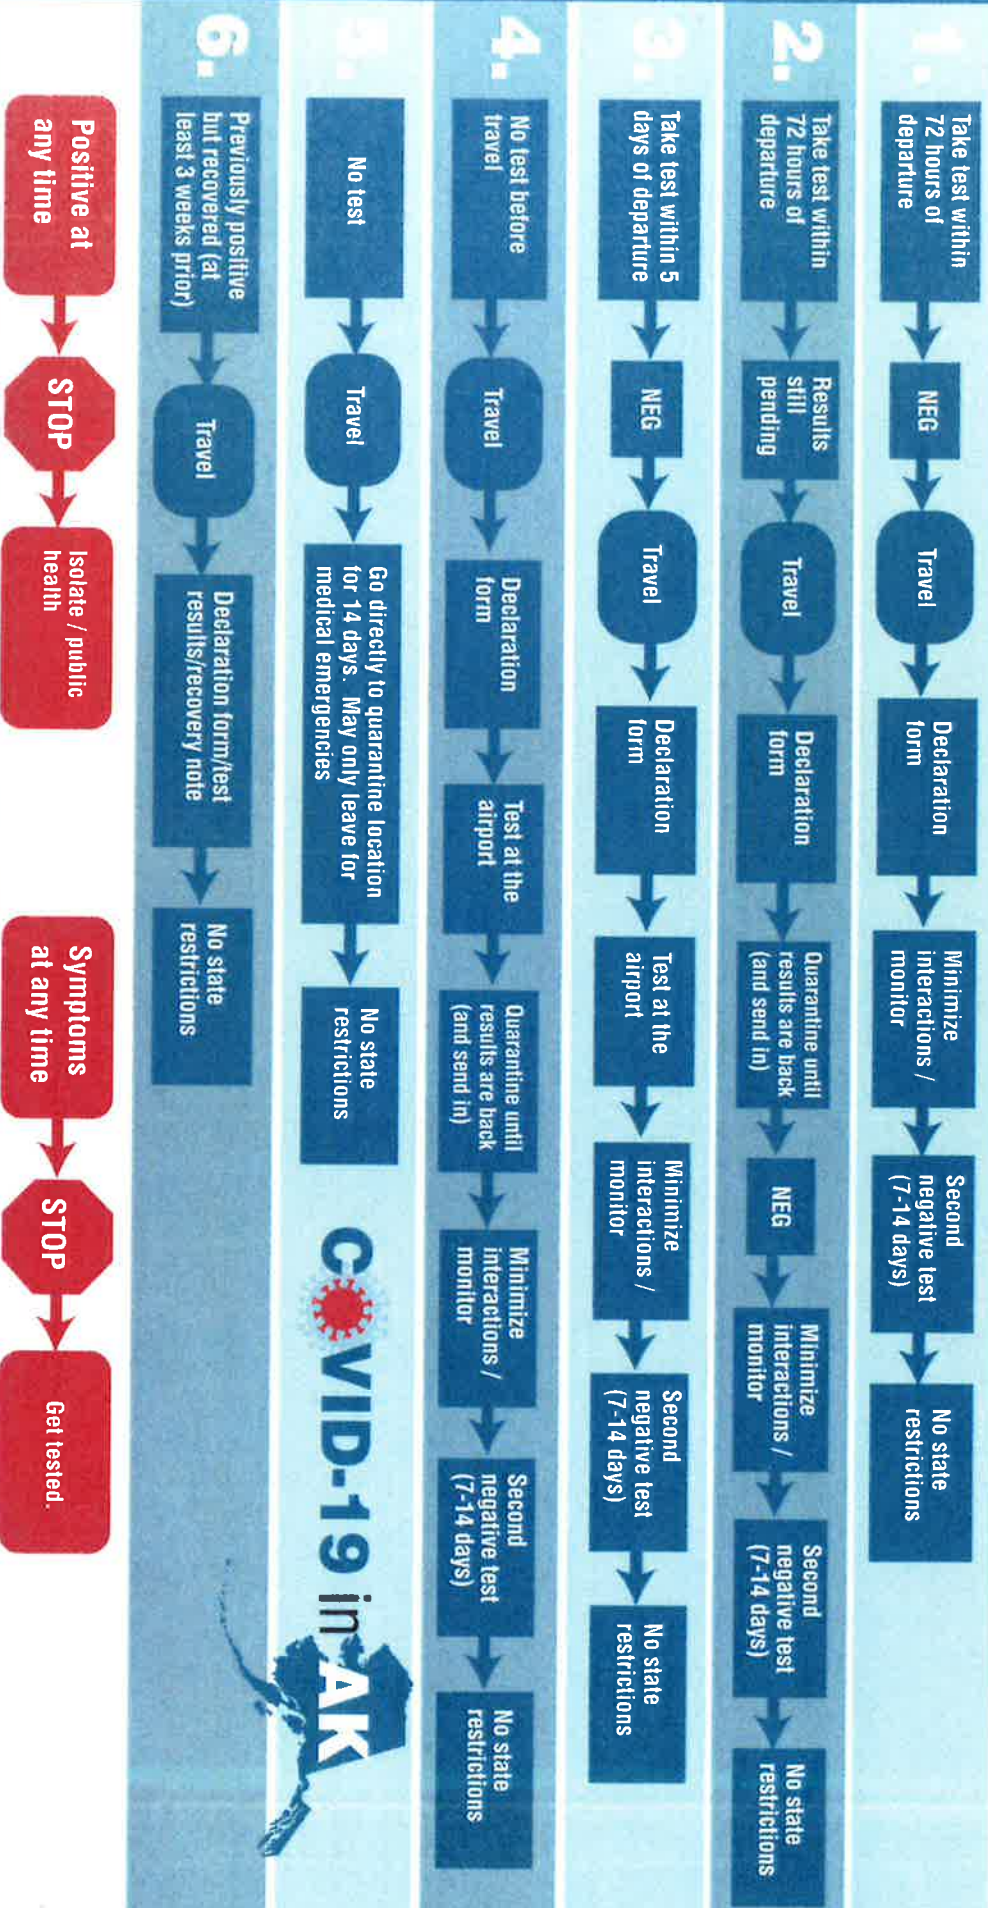 1.
Take test within
72 hours of
departure
NEG
Travel
Declaration
form
Minimize
interactions /
monitor
Second
negative test
(7-14 days)
No state
restrictions
2.
Take test within
72 hours of
departure
Results
still
pending
Travel
Declaration
form
Quarantine until
results are back
(and send in)
NEG
Minimize
interactions /
monitor
Second
negative test
(7-14 days)
No state
restrictions
3.
Take test within 5
days of departure
NEG
Travel
Declaration
form
Test at the
airport
Minimize
interactions /
monitor
Second
negative test
(7-14 days)
No state
restrictions
4.
No test before
travel
Travel
Declaration
form
Test at the
airport
Quarantine until
results are back
(and send in)
Minimize
interactions /
monitor
Second
negative test
(7-14 days)
No state
restrictions
5.
No test
Travel
Go directly to quarantine location
for 14 days. May only leave for
medical emergencies
No state
restrictions
COVID-19 in AK
6.
Previously positive
but recovered (at
least 3 weeks prior)
Travel
Declaration form/test
results/recovery note
No state
restrictions
Positive at
any time
STOP
Isolate / public
health
Symptoms
at any time
STOP
Get tested.